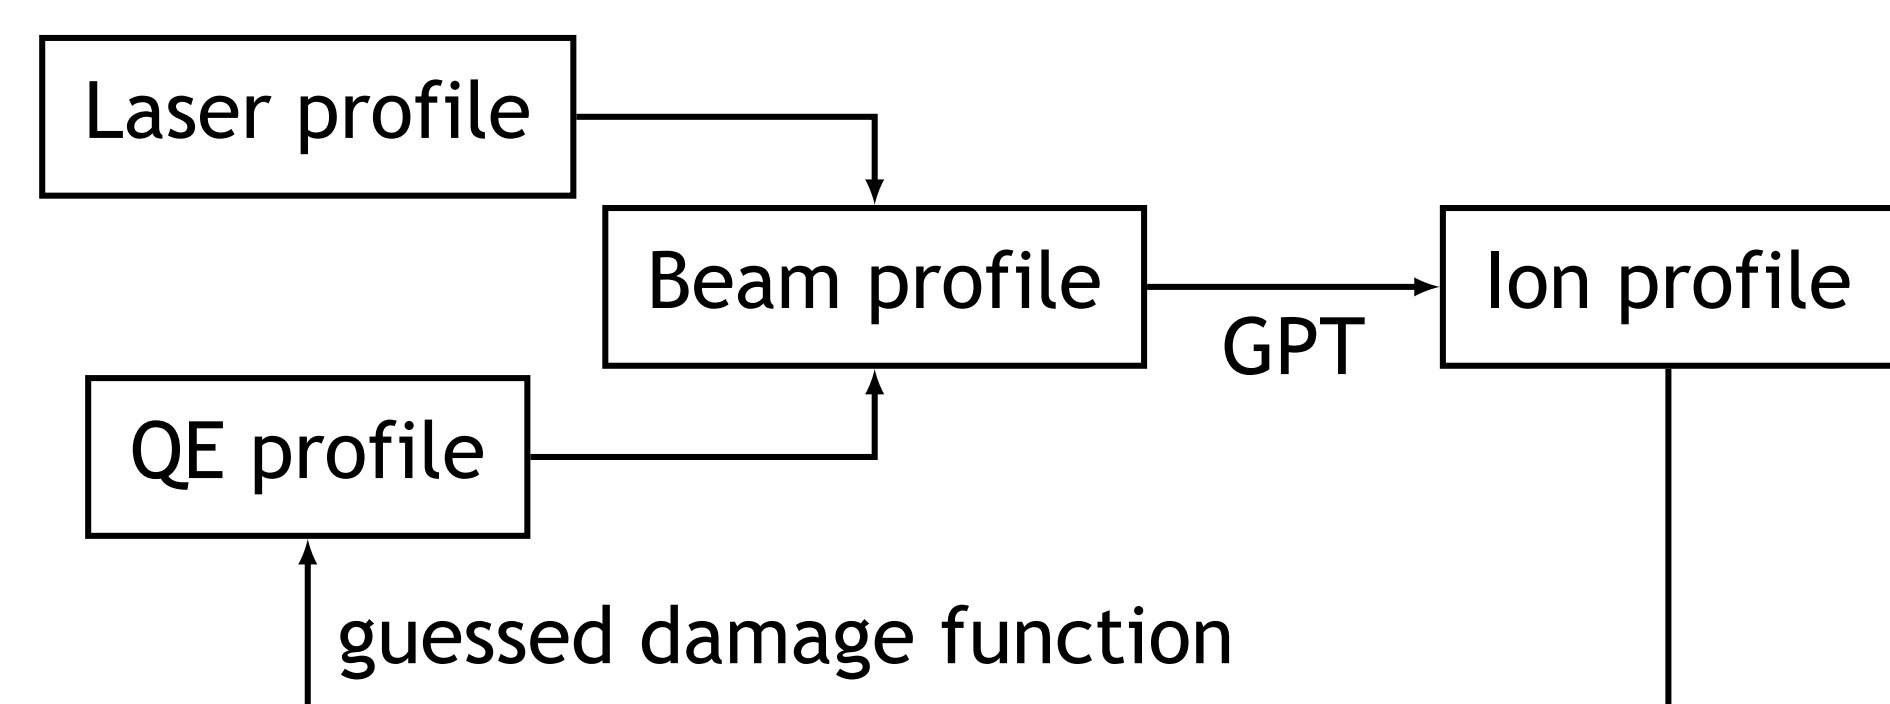 Laser profile
Beam profile
Ion profile
GPT
QE profile
guessed damage function